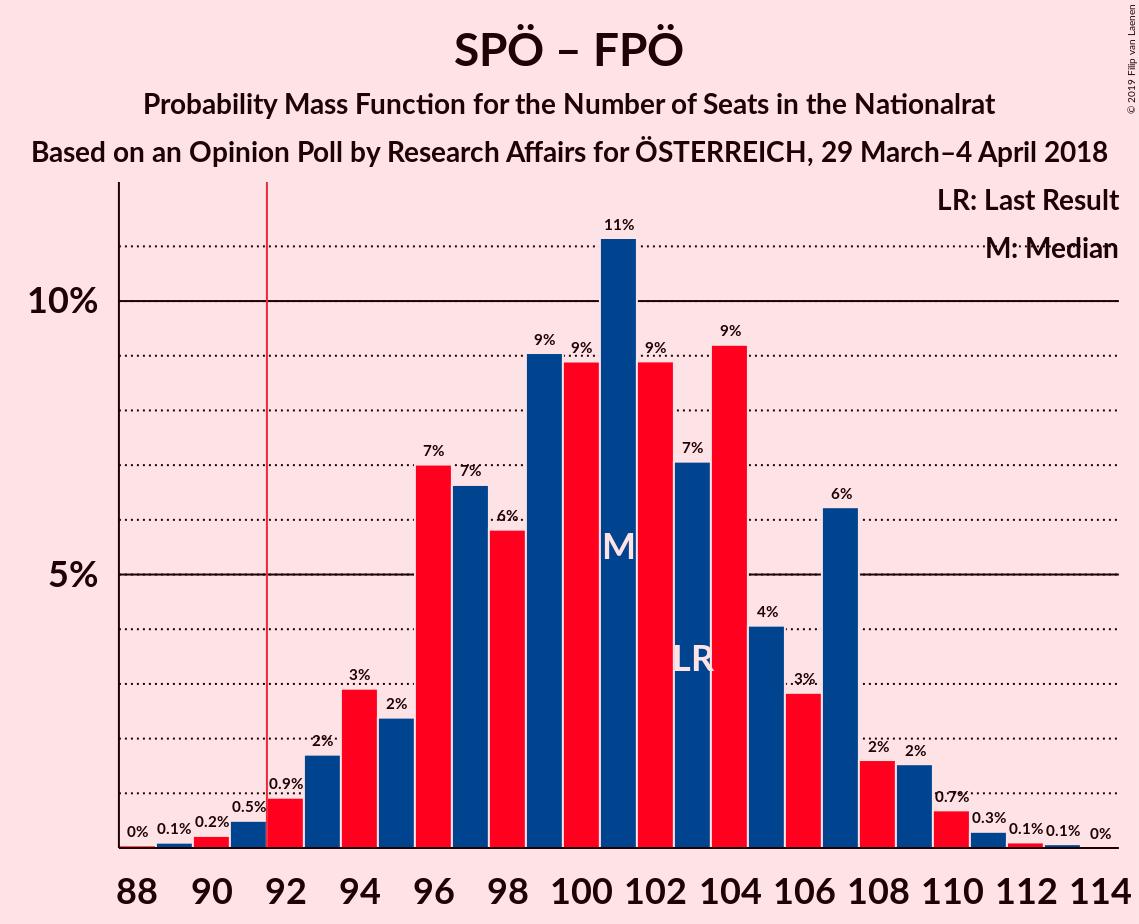 SPÖ – FPÖ
Probability Mass Function for the Number of Seats in the Nationalrat
Based on an Opinion Poll by Research Affairs for ÖSTERREICH, 29 March–4 April 2018
© 2019 Filip van Laenen
LR: Last Result
M: Median
10%
5%
0% 0.1% 0.2% 0.5% 0.9% 2% 3% 2% 7% 7% 6% 9% 9% 11% 9% 7% 9% 4% 3% 6% 2% 2% 0.7% 0.3% 0.1% 0.1% 0%
M
LR
88 90 92 94 96 98 100 102 104 106 108 110 112 114